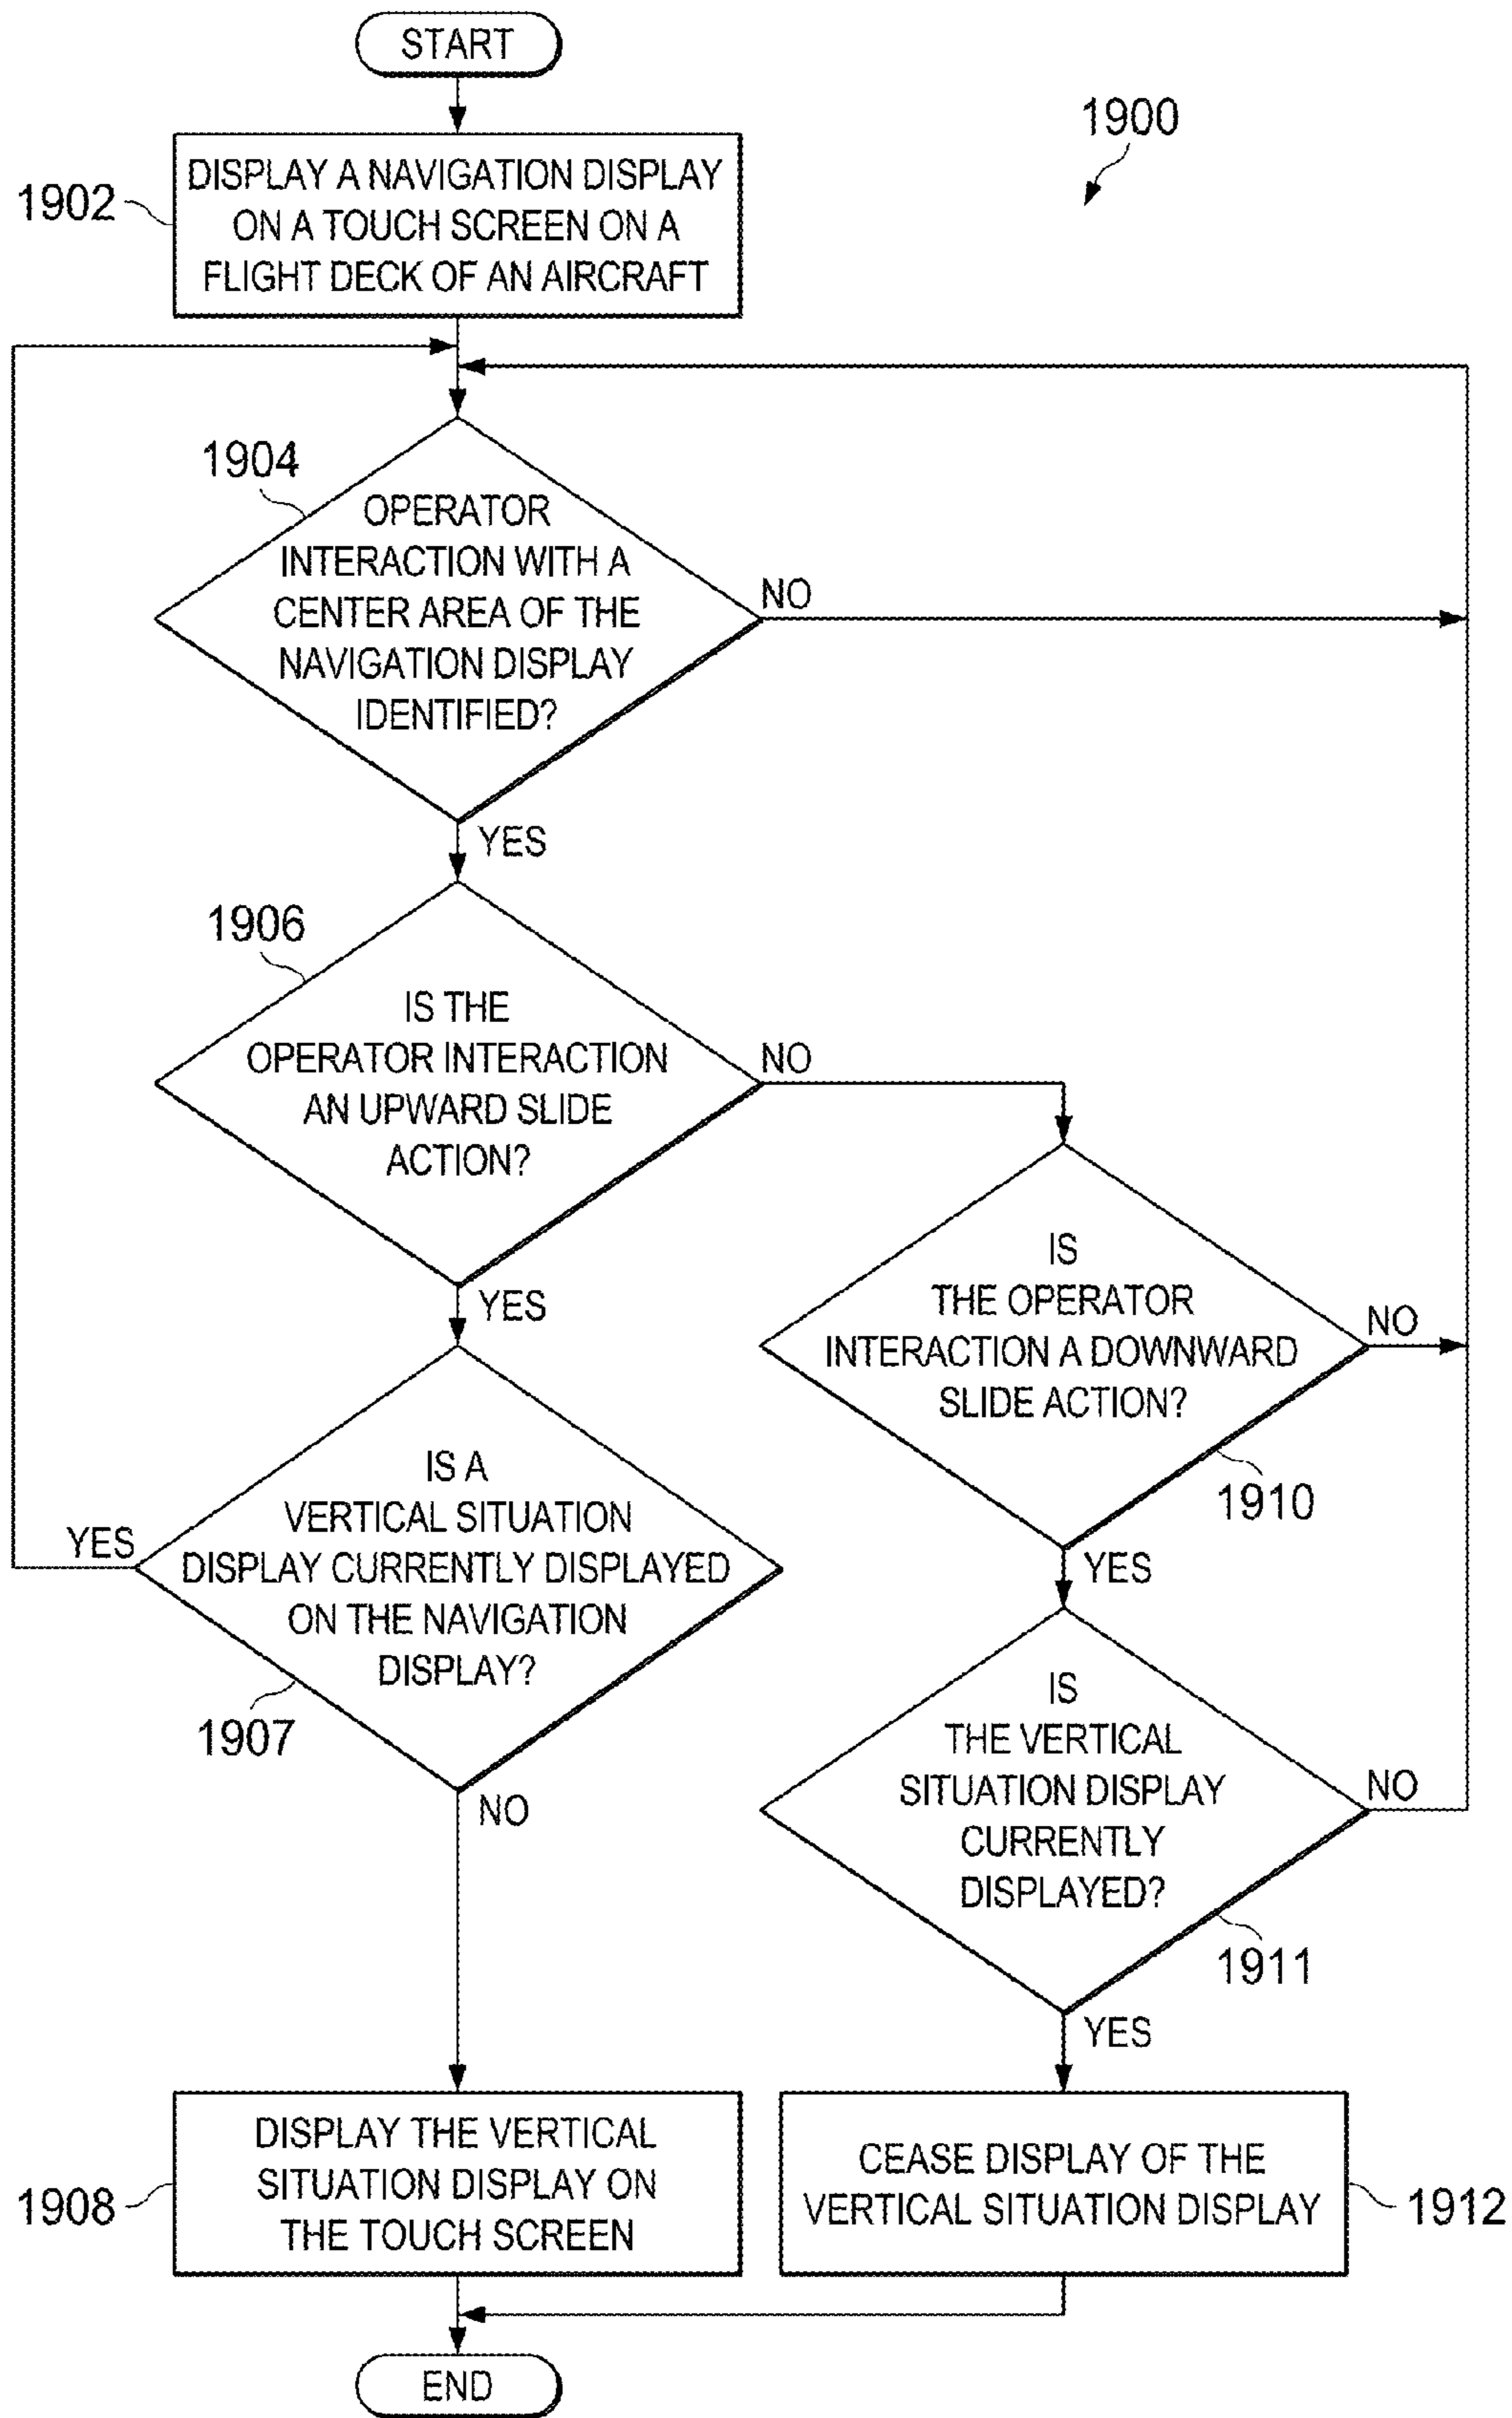 START
1900
1902
DISPLAY A NAVIGATION DISPLAY
ON A TOUCH SCREEN ON A
FLIGHT DECK OF AN AIRCRAFT
1904
OPERATOR
INTERACTION WITH A
CENTER AREA OF THE
NAVIGATION DISPLAY
IDENTIFIED?
NO
YES
1906
IS THE
OPERATOR INTERACTION
AN UPWARD SLIDE
ACTION?
NO
YES
IS
THE OPERATOR
INTERACTION A DOWNWARD
SLIDE ACTION?
NO
1910
YES
IS A
VERTICAL SITUATION
DISPLAY CURRENTLY DISPLAYED
ON THE NAVIGATION
DISPLAY?
YES
1907
NO
IS
THE VERTICAL
SITUATION DISPLAY
CURRENTLY
DISPLAYED?
NO
1911
YES
1908
DISPLAY THE VERTICAL
SITUATION DISPLAY ON
THE TOUCH SCREEN
CEASE DISPLAY OF THE
VERTICAL SITUATION DISPLAY
1912
END